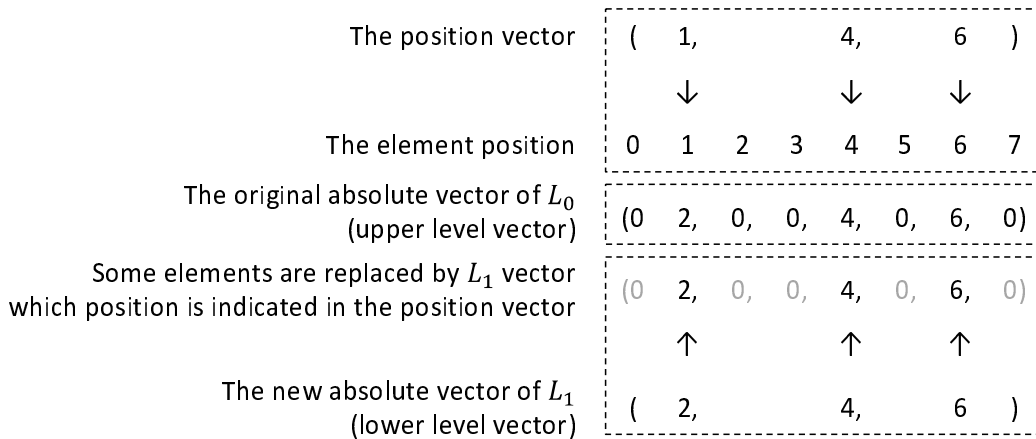 The position vector ( 1, 4, 6 )
↓ ↓ ↓
The element position 0 1 2 3 4 5 6 7
The original absolute vector of L₀
(upper level vector) (0 2, 0, 0, 4, 0, 6, 0)
Some elements are replaced by L₁ vector
which position is indicated in the position vector (0 2, 0, 0, 4, 0, 6, 0)
↑ ↑ ↑
The new absolute vector of L₁
(lower level vector) ( 2, 4, 6 )